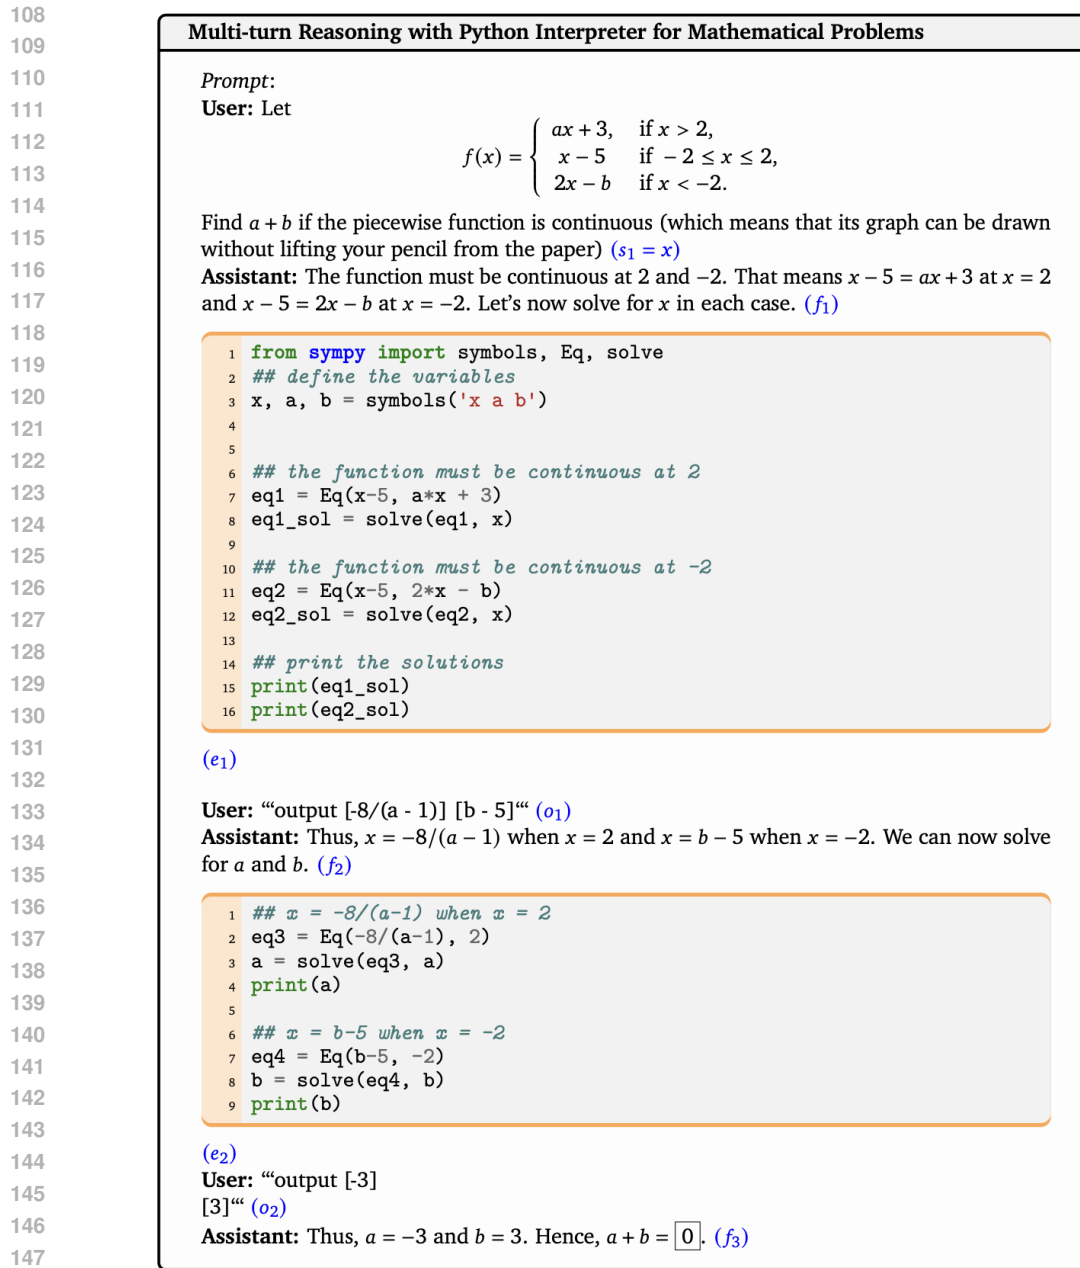 108
109
110
111
112
113
114
115
116
117
118
119
120
121
122
123
124
125
126
127
128
129
130
131
132
133
134
135
136
137
138
139
140
141
142
143
144
145
146
147
Multi-turn Reasoning with Python Interpreter for Mathematical Problems
Prompt:
User: Let
f(x) = { ax + 3, if x > 2,
x − 5 if − 2 ≤ x ≤ 2,
2x − b if x < −2.
Find a + b if the piecewise function is continuous (which means that its graph can be drawn
without lifting your pencil from the paper) (s₁ = x)
Assistant: The function must be continuous at 2 and −2. That means x − 5 = ax + 3 at x = 2
and x − 5 = 2x − b at x = −2. Let's now solve for x in each case. (f₁)
1 from sympy import symbols, Eq, solve
2 ## define the variables
3 x, a, b = symbols('x a b')
4
5
6 ## the function must be continuous at 2
7 eq1 = Eq(x-5, a*x + 3)
8 eq1_sol = solve(eq1, x)
9
10 ## the function must be continuous at -2
11 eq2 = Eq(x-5, 2*x - b)
12 eq2_sol = solve(eq2, x)
13
14 ## print the solutions
15 print(eq1_sol)
16 print(eq2_sol)
(e₁)
User: “‘output [-8/(a - 1)] [b - 5]“‘ (o₁)
Assistant: Thus, x = −8/(a − 1) when x = 2 and x = b − 5 when x = −2. We can now solve
for a and b. (f₂)
1 ## x = -8/(a-1) when x = 2
2 eq3 = Eq(-8/(a-1), 2)
3 a = solve(eq3, a)
4 print(a)
5
6 ## x = b-5 when x = -2
7 eq4 = Eq(b-5, -2)
8 b = solve(eq4, b)
9 print(b)
(e₂)
User: “‘output [-3]
[3]“‘ (o₂)
Assistant: Thus, a = −3 and b = 3. Hence, a + b = 0. (f₃)